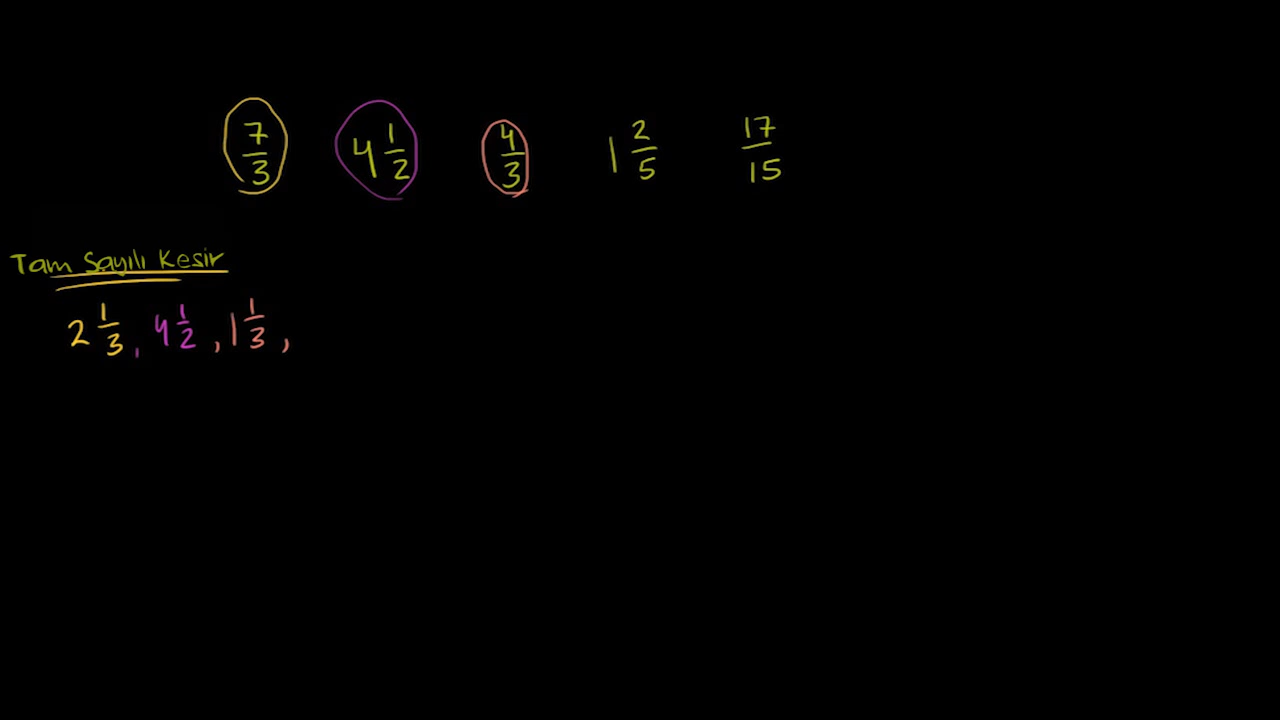 7/3 4 1/2 4/3 1 2/5 17/15
Tam Sayılı Kesir
2 1/3, 4 1/2, 1 1/3,